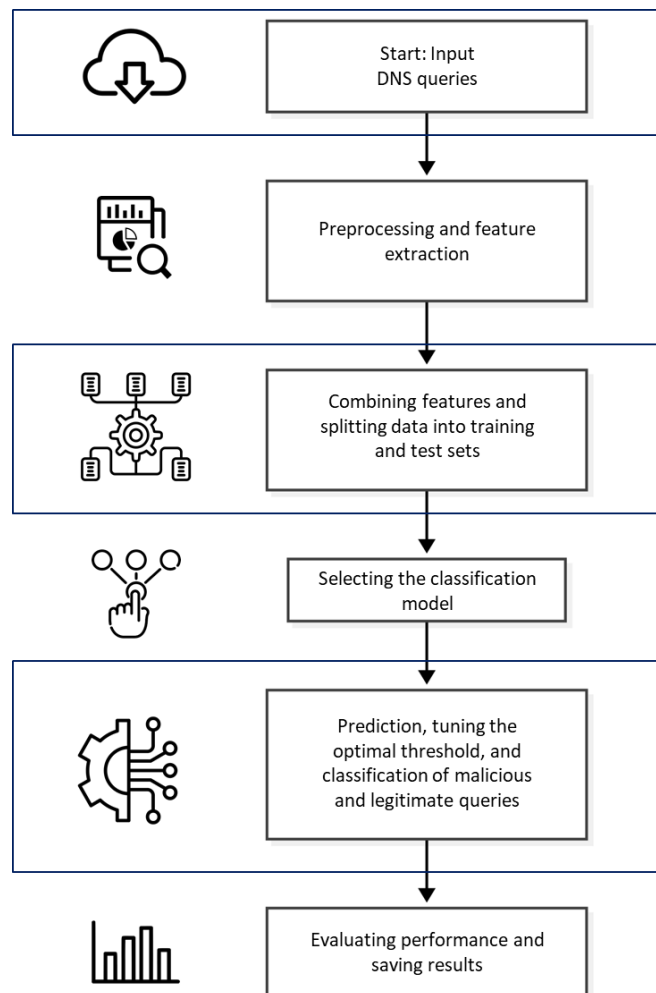 Start: Input
DNS queries
Preprocessing and feature
extraction
Combining features and
splitting data into training
and test sets
Selecting the classification
model
Prediction, tuning the
optimal threshold, and
classification of malicious
and legitimate queries
Evaluating performance and
saving results